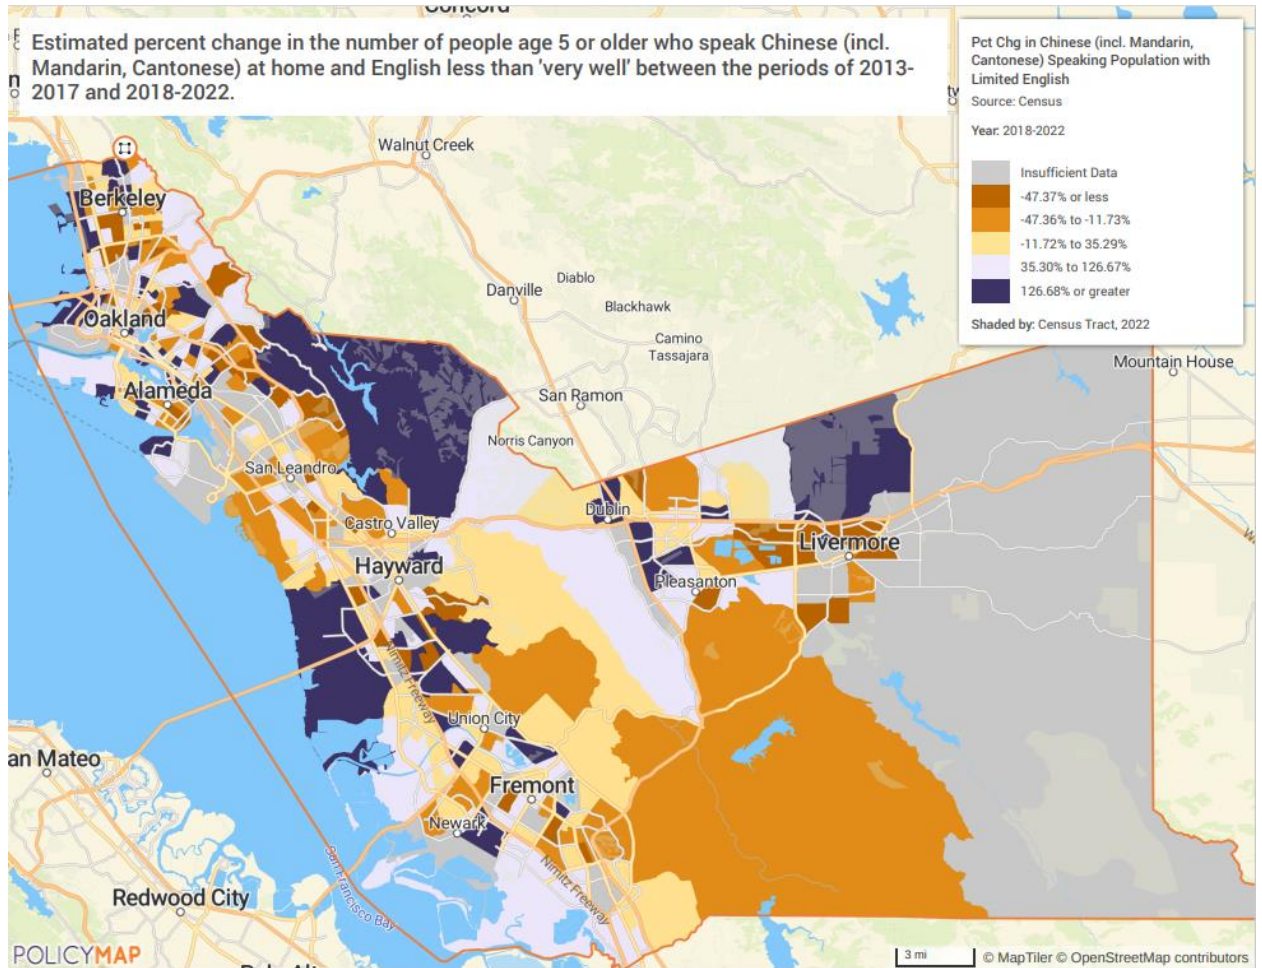 Concord
Estimated percent change in the number of people age 5 or older who speak Chinese (incl.
Mandarin, Cantonese) at home and English less than 'very well' between the periods of 2013-
2017 and 2018-2022.
Pct Chg in Chinese (incl. Mandarin,
Cantonese) Speaking Population with
Limited English
Source: Census
Year: 2018-2022
Insufficient Data
-47.37% or less
-47.36% to -11.73%
-11.72% to 35.29%
35.30% to 126.67%
126.68% or greater
Shaded by: Census Tract, 2022
Walnut Creek
Berkeley
Diablo
Danville
Blackhawk
Oakland
Camino
Tassajara
Mountain House
Alameda
San Ramon
Norris Canyon
San Leandro
Dublin
Castro Valley
Livermore
Hayward
Pleasanton
Nimitz Freeway
Union City
an Mateo
Fremont
Newark
Nimitz Freeway
San Francisco Bay
Redwood City
POLICYMAP
3 mi
© MapTiler © OpenStreetMap contributors